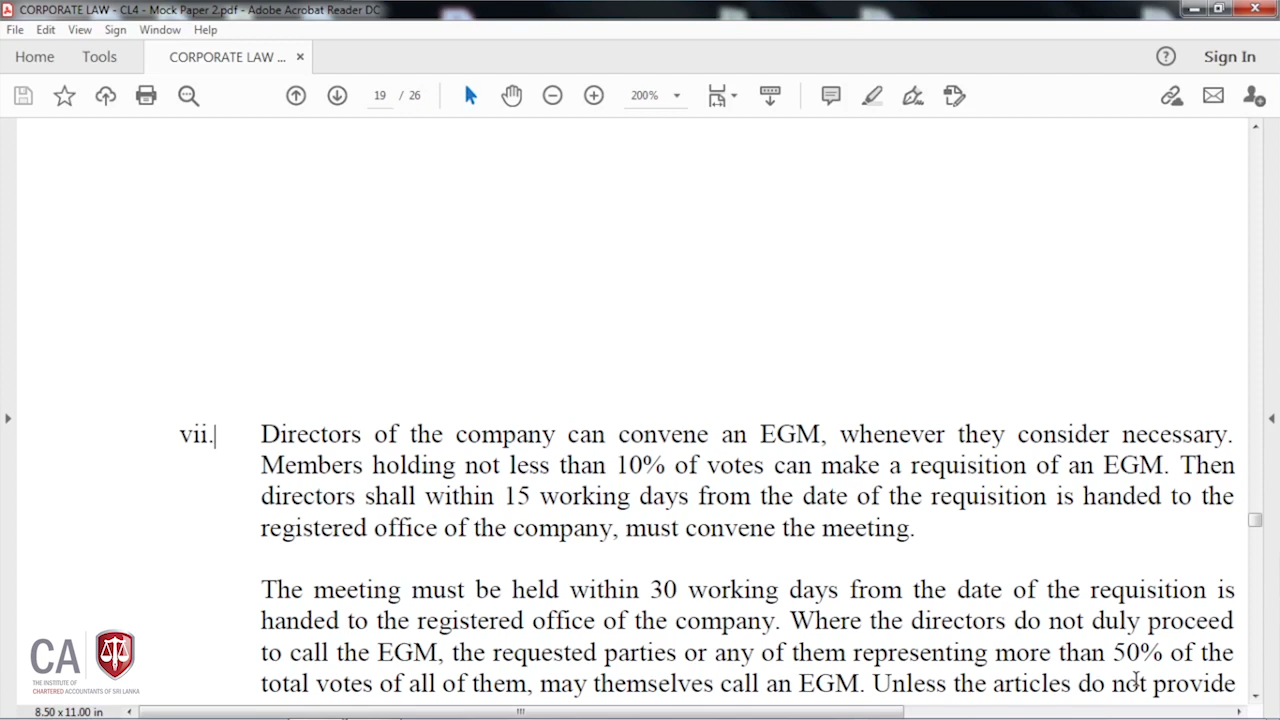 CORPORATE LAW - CL4 - Mock Paper 2.pdf - Adobe Acrobat Reader DC
File Edit View Sign Window Help
Home Tools CORPORATE LAW ... × Sign In
19 / 26 200%
vii. Directors of the company can convene an EGM, whenever they consider necessary.
Members holding not less than 10% of votes can make a requisition of an EGM. Then
directors shall within 15 working days from the date of the requisition is handed to the
registered office of the company, must convene the meeting.
The meeting must be held within 30 working days from the date of the requisition is
handed to the registered office of the company. Where the directors do not duly proceed
to call the EGM, the requested parties or any of them representing more than 50% of the
total votes of all of them, may themselves call an EGM. Unless the articles do not provide
CA
THE INSTITUTE OF
CHARTERED ACCOUNTANTS OF SRI LANKA
8.50 x 11.00 in